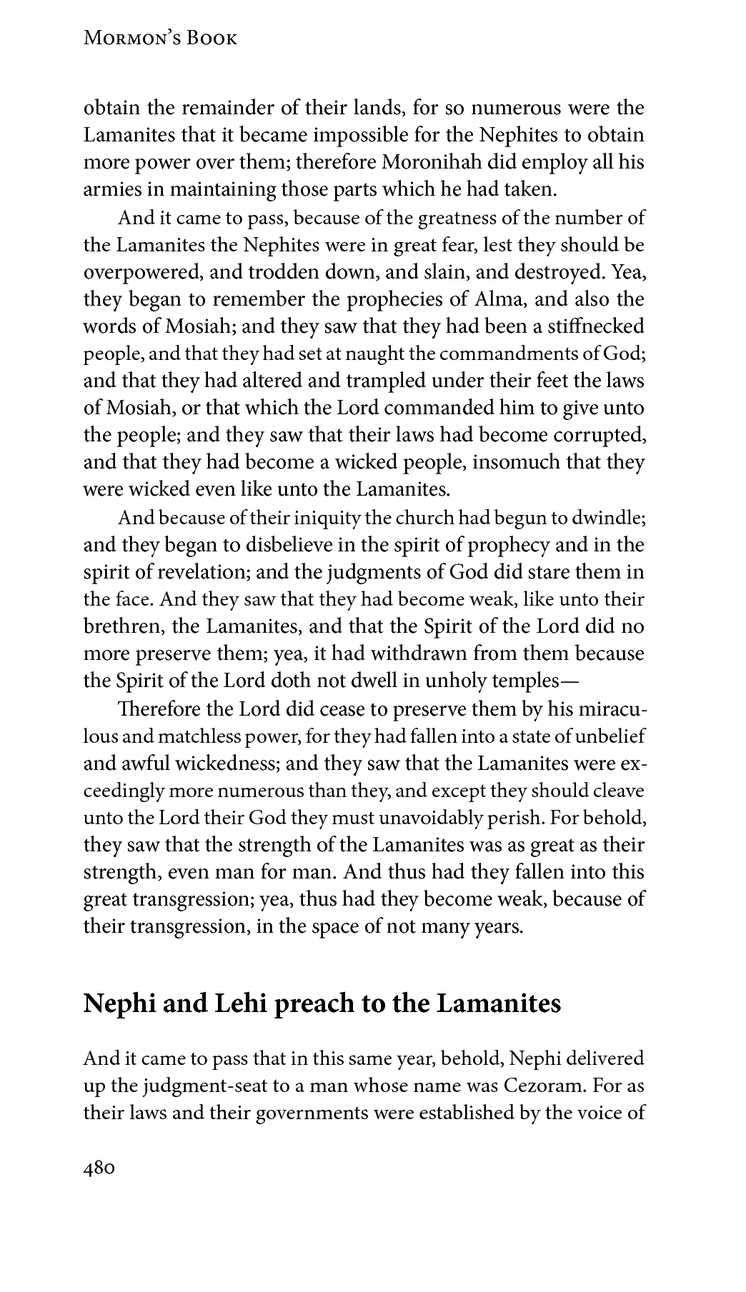 Mormon’s Book
obtain the remainder of their lands, for so numerous were the
Lamanites that it became impossible for the Nephites to obtain
more power over them; therefore Moronihah did employ all his
armies in maintaining those parts which he had taken.
And it came to pass, because of the greatness of the number of
the Lamanites the Nephites were in great fear, lest they should be
overpowered, and trodden down, and slain, and destroyed. Yea,
they began to remember the prophecies of Alma, and also the
words of Mosiah; and they saw that they had been a stiffnecked
people, and that they had set at naught the commandments of God;
and that they had altered and trampled under their feet the laws
of Mosiah, or that which the Lord commanded him to give unto
the people; and they saw that their laws had become corrupted,
and that they had become a wicked people, insomuch that they
were wicked even like unto the Lamanites.
And because of their iniquity the church had begun to dwindle;
and they began to disbelieve in the spirit of prophecy and in the
spirit of revelation; and the judgments of God did stare them in
the face. And they saw that they had become weak, like unto their
brethren, the Lamanites, and that the Spirit of the Lord did no
more preserve them; yea, it had withdrawn from them because
the Spirit of the Lord doth not dwell in unholy temples—
Therefore the Lord did cease to preserve them by his miracu-
lous and matchless power, for they had fallen into a state of unbelief
and awful wickedness; and they saw that the Lamanites were ex-
ceedingly more numerous than they, and except they should cleave
unto the Lord their God they must unavoidably perish. For behold,
they saw that the strength of the Lamanites was as great as their
strength, even man for man. And thus had they fallen into this
great transgression; yea, thus had they become weak, because of
their transgression, in the space of not many years.
Nephi and Lehi preach to the Lamanites
And it came to pass that in this same year, behold, Nephi delivered
up the judgment-seat to a man whose name was Cezoram. For as
their laws and their governments were established by the voice of
480